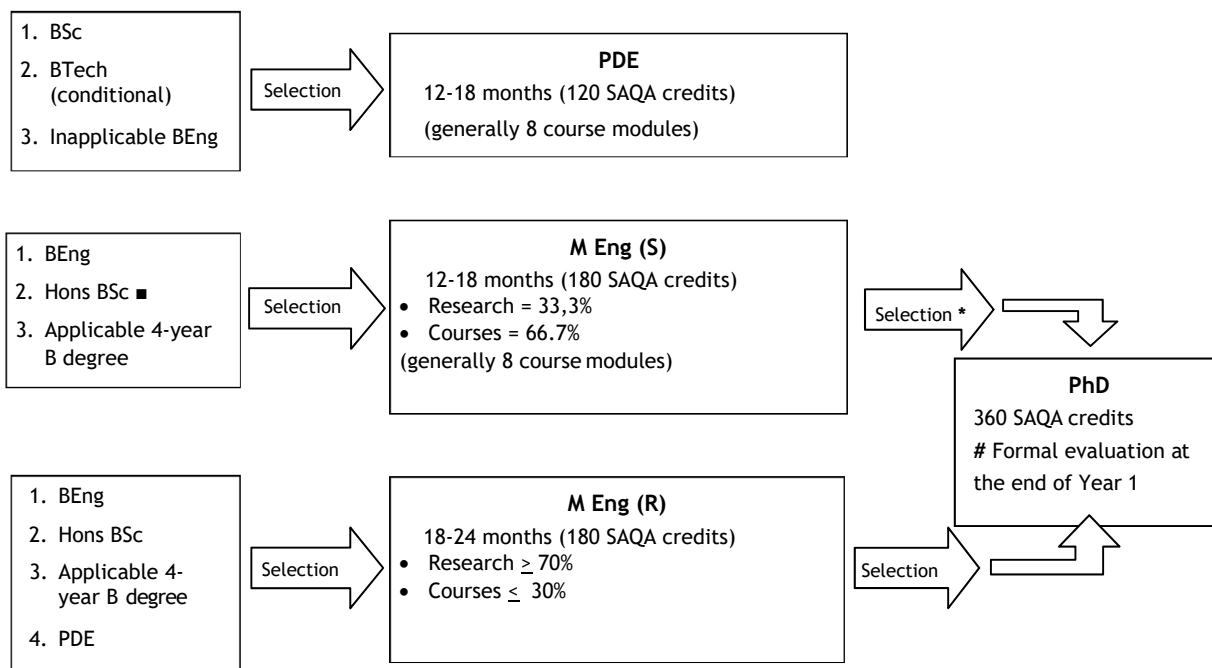 1. BSc
2. BTech
(conditional)
3. Inapplicable BEng
Selection
PDE
12-18 months (120 SAQA credits)
(generally 8 course modules)
1. BEng
2. Hons BSc ■
3. Applicable 4-year
B degree
Selection
M Eng (S)
12-18 months (180 SAQA credits)
• Research = 33,3%
• Courses = 66.7%
(generally 8 course modules)
Selection *
PhD
360 SAQA credits
# Formal evaluation at
the end of Year 1
1. BEng
2. Hons BSc
3. Applicable 4-
year B degree
4. PDE
Selection
M Eng (R)
18-24 months (180 SAQA credits)
• Research ≥ 70%
• Courses ≤ 30%
Selection